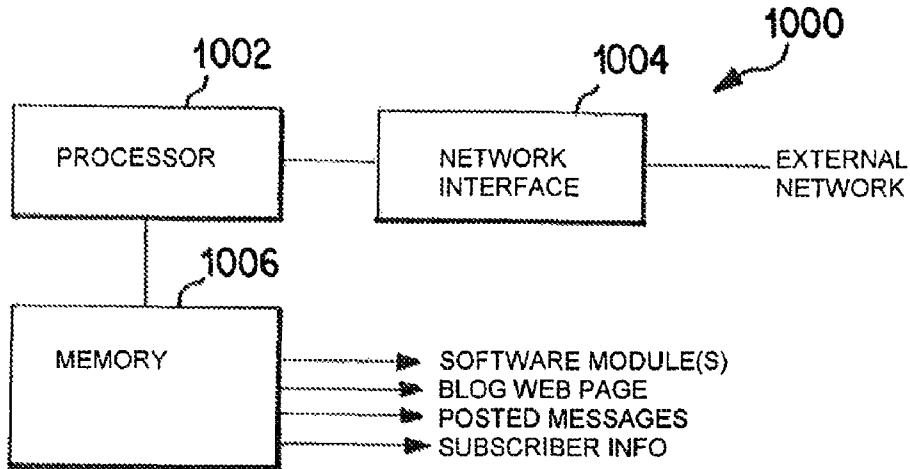 1000
1002
1004
PROCESSOR
NETWORK
INTERFACE
EXTERNAL
NETWORK
1006
MEMORY
SOFTWARE MODULE(S)
BLOG WEB PAGE
POSTED MESSAGES
SUBSCRIBER INFO